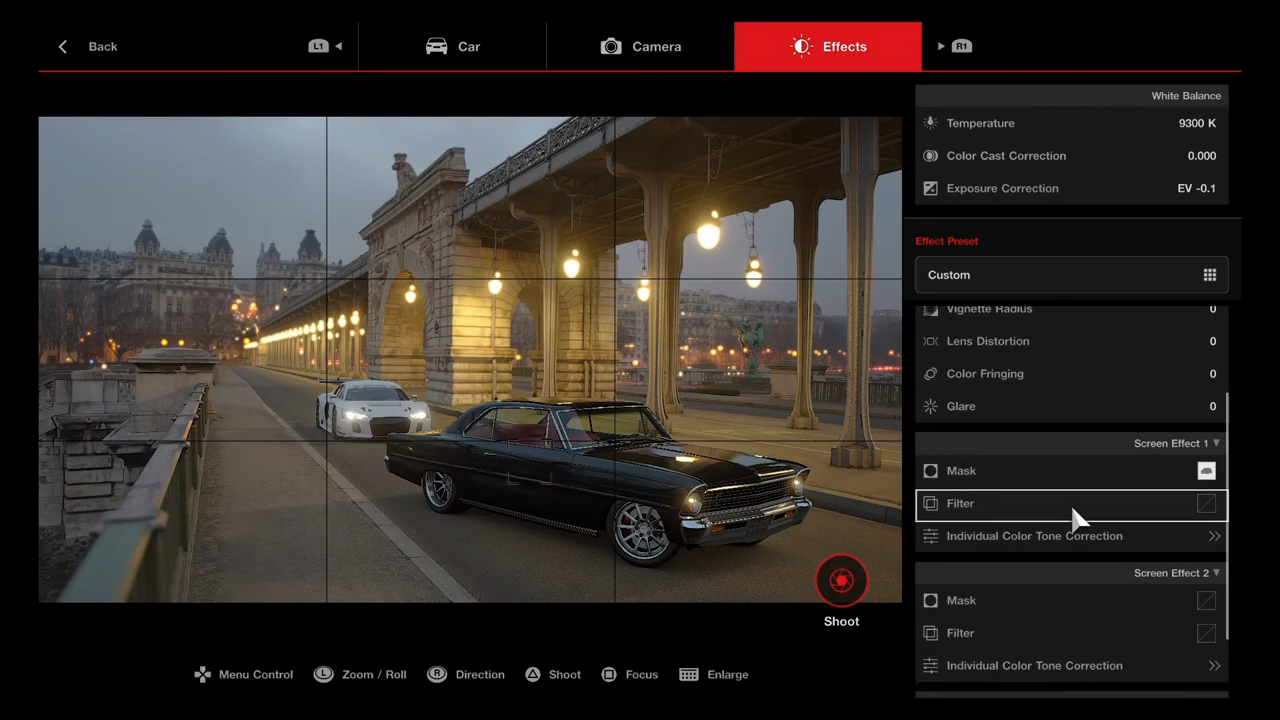 Back
L1
Car
Camera
Effects
R1
White Balance
Temperature 9300 K
Color Cast Correction 0.000
Exposure Correction EV -0.1
Effect Preset
Custom
Vignette Radius 0
Lens Distortion 0
Color Fringing 0
Glare 0
Screen Effect 1
Mask
Filter
Individual Color Tone Correction
Screen Effect 2
Mask
Filter
Individual Color Tone Correction
Shoot
Menu Control
L Zoom / Roll
R Direction
Shoot
Focus
Enlarge